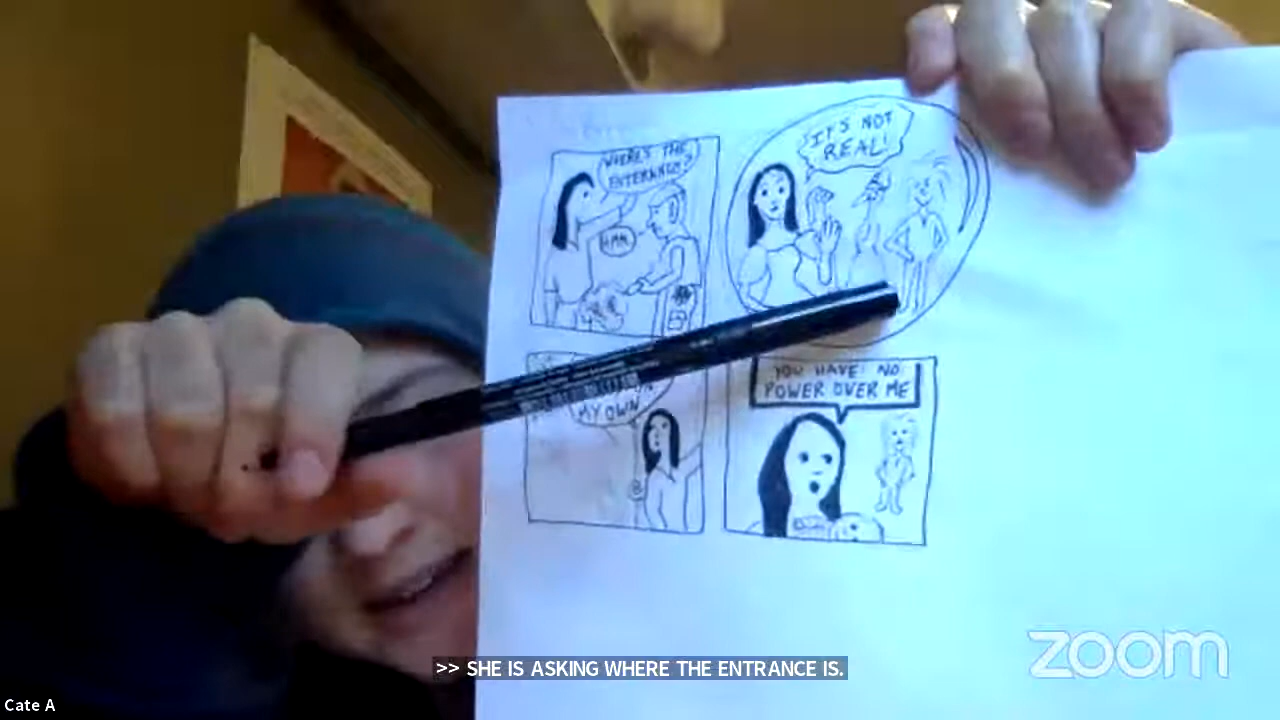 WHERE'S THE
ENTERANCE?
HMM
IT'S NOT
REAL!
MY OWN
YOU HAVE NO
POWER OVER ME
>> SHE IS ASKING WHERE THE ENTRANCE IS.
zoom
Cate A